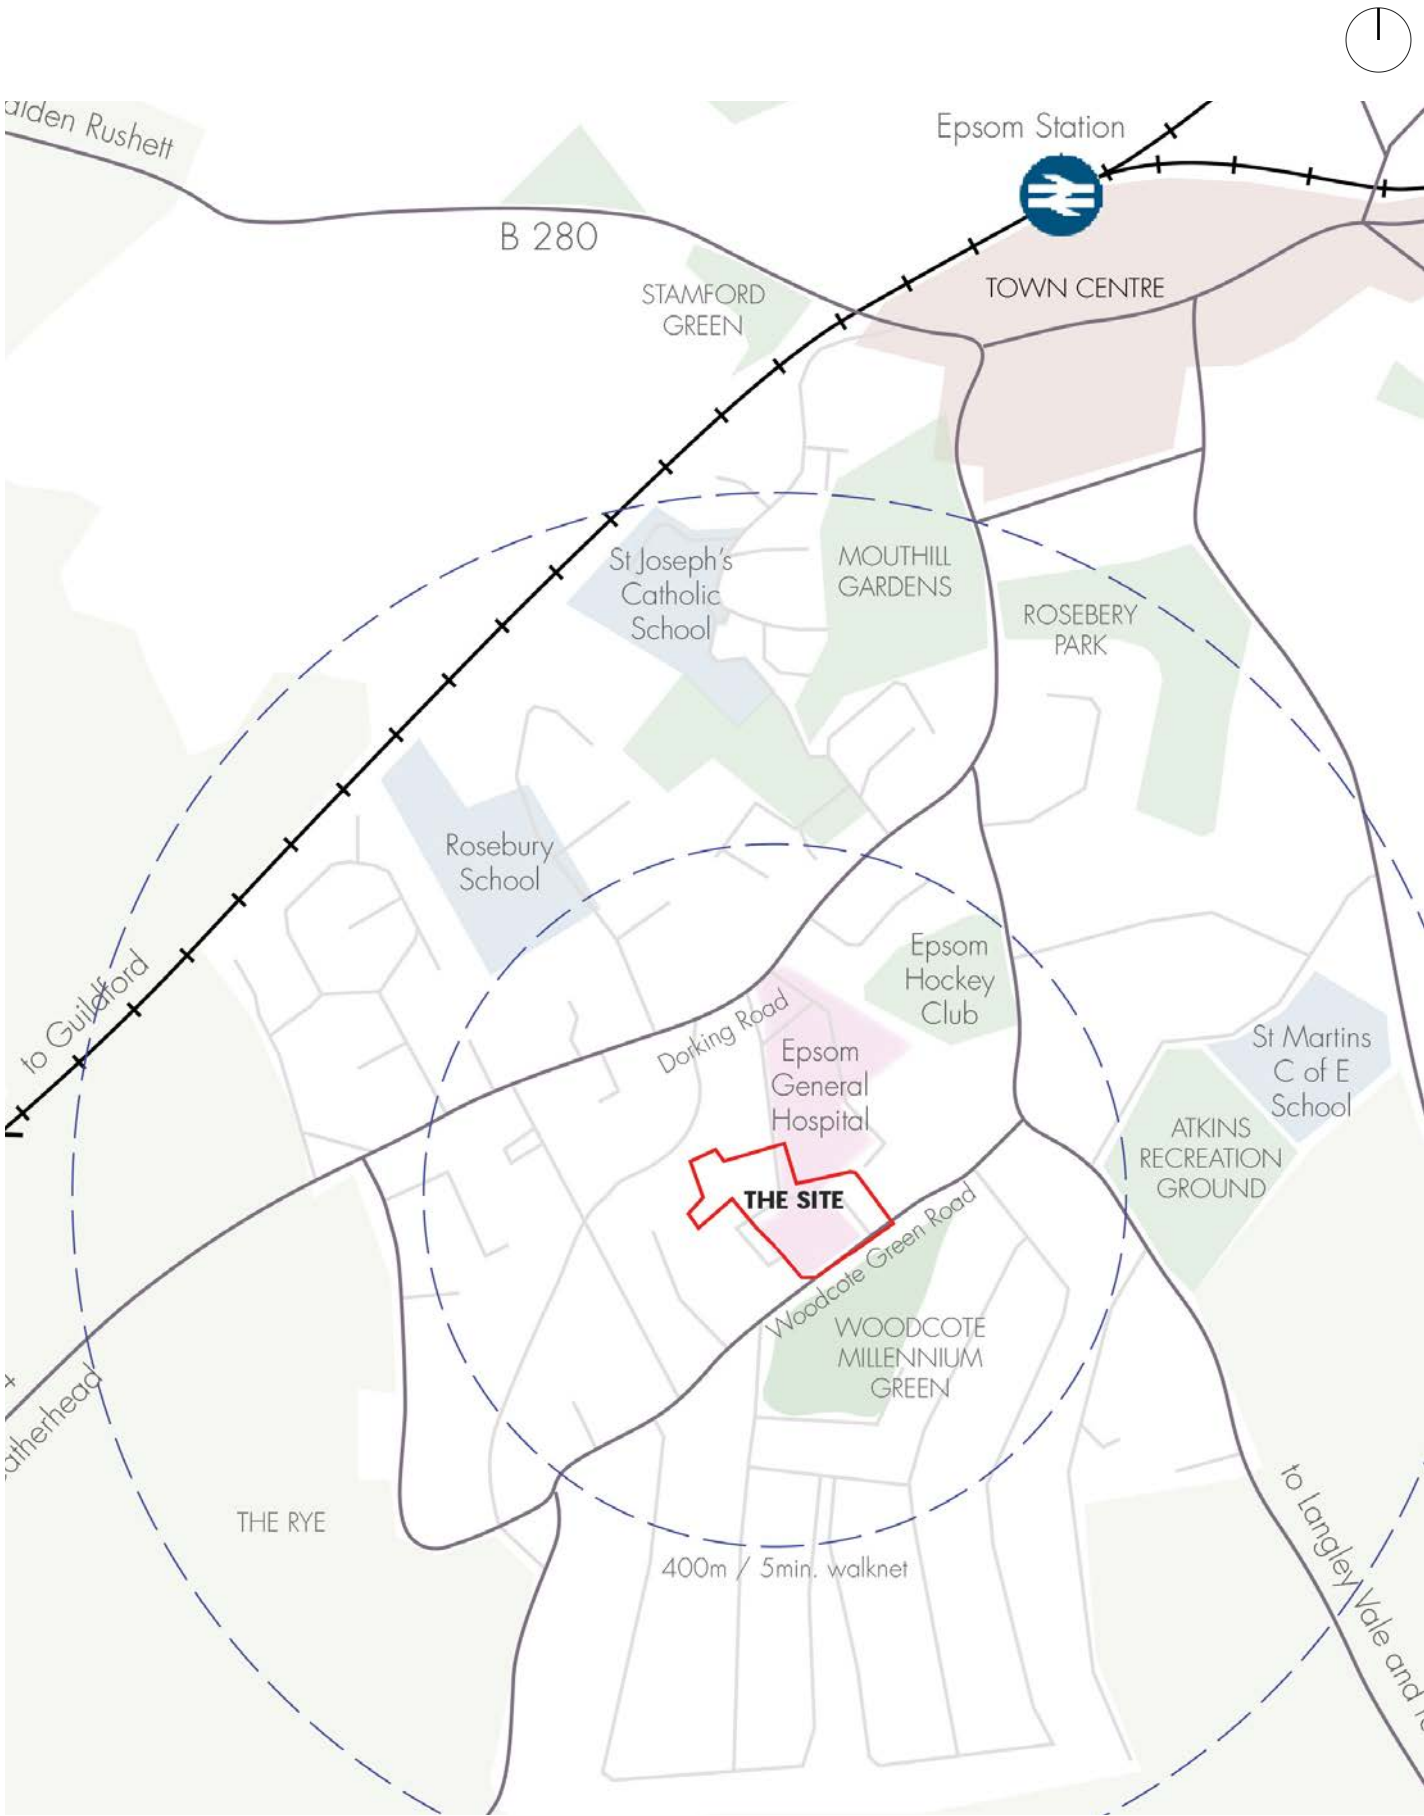 Epsom Station
Rushett
B 280
TOWN CENTRE
STAMFORD
GREEN
St Joseph's
Catholic
School
MOUTHILL
GARDENS
ROSEBERY
PARK
Rosebury
School
Epsom
Hockey
Club
to Guildford
Dorking Road
Epsom
General
Hospital
St Martins
C of E
School
ATKINS
RECREATION
GROUND
THE SITE
Woodcote Green Road
WOODCOTE
MILLENNIUM
GREEN
THE RYE
400m / 5min. walknet
to Langley Vale and